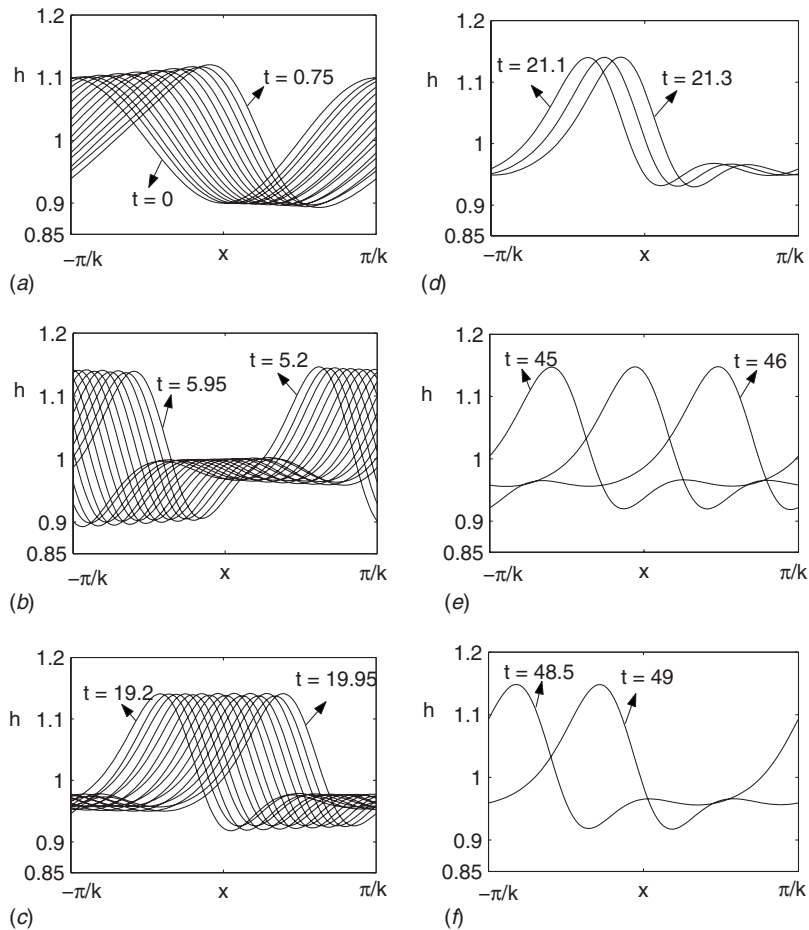 1.2
h
1.1
1
0.9
0.85
t = 0.75
t = 0
−π/k
x
π/k
(a)
1.2
h
1.1
1
0.9
0.85
t = 5.95
t = 5.2
−π/k
x
π/k
(b)
1.2
h
1.1
1
0.9
0.85
t = 19.2
t = 19.95
−π/k
x
π/k
(c)
1.2
h
1.1
1
0.9
0.85
t = 21.1
t = 21.3
−π/k
x
π/k
(d)
1.2
h
1.1
1
0.9
0.85
t = 45
t = 46
−π/k
x
π/k
(e)
1.2
h
1.1
1
0.9
0.85
t = 48.5
t = 49
−π/k
x
π/k
(f)